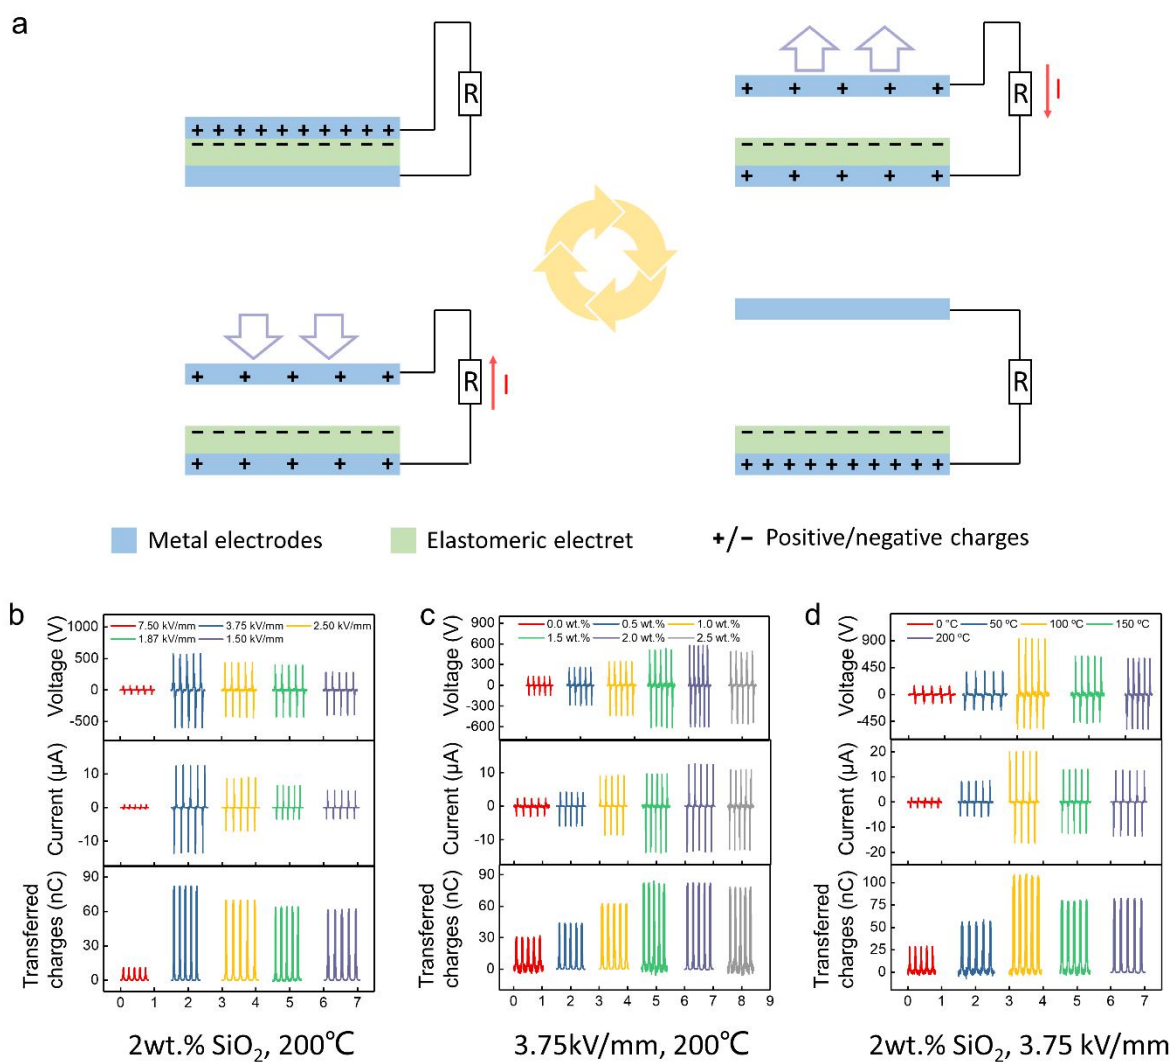 a
+ + + + + + + + + +
− − − − − − − − − −
R
+ + + + +
− − − − − − − − − −
+ + + + +
R
I
+ + + + +
− − − − − − − − − −
+ + + + +
R
I
− − − − − − − − − −
+ + + + + + + + + +
R
Metal electrodes
Elastomeric electret
+/− Positive/negative charges
b
7.50 kV/mm 3.75 kV/mm 2.50 kV/mm
1.87 kV/mm 1.50 kV/mm
Voltage (V)
1000
500
0
-500
Current (μA)
10
0
-10
Transferred
charges (nC)
90
60
30
0
0 1 2 3 4 5 6 7
2wt.% SiO₂, 200℃
c
0.0 wt.% 0.5 wt.% 1.0 wt.%
1.5 wt.% 2.0 wt.% 2.5 wt.%
Voltage (V)
900
600
300
0
-300
-600
Current (μA)
10
0
-10
Transferred
charges (nC)
90
60
30
0
0 1 2 3 4 5 6 7 8 9
3.75kV/mm, 200℃
d
0 ºC 50 ºC 100 ºC 150 ºC
200 ºC
Voltage (V)
900
450
0
-450
Current (μA)
20
10
0
-10
-20
Transferred
charges (nC)
100
75
50
25
0
0 1 2 3 4 5 6 7
2wt.% SiO₂, 3.75 kV/mm